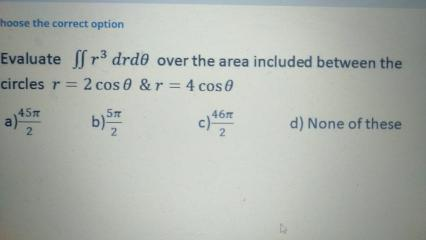 hoose the correct option
Evaluate ∬ r³ drdθ over the area included between the
circles r = 2 cos θ & r = 4 cos θ
a) 45π/2 b) 5π/2 c) 46π/2 d) None of these